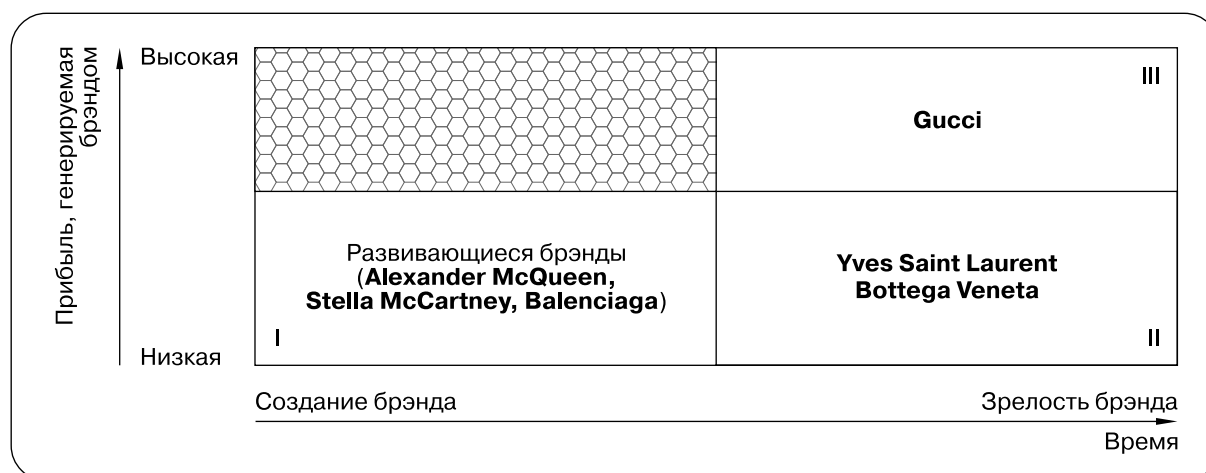 Прибыль, генерируемая
брэндом
Высокая
III
Gucci
Развивающиеся брэнды
(Alexander McQueen,
Stella McCartney, Balenciaga)
I
Yves Saint Laurent
Bottega Veneta
II
Низкая
Создание брэнда
Зрелость брэнда
Время